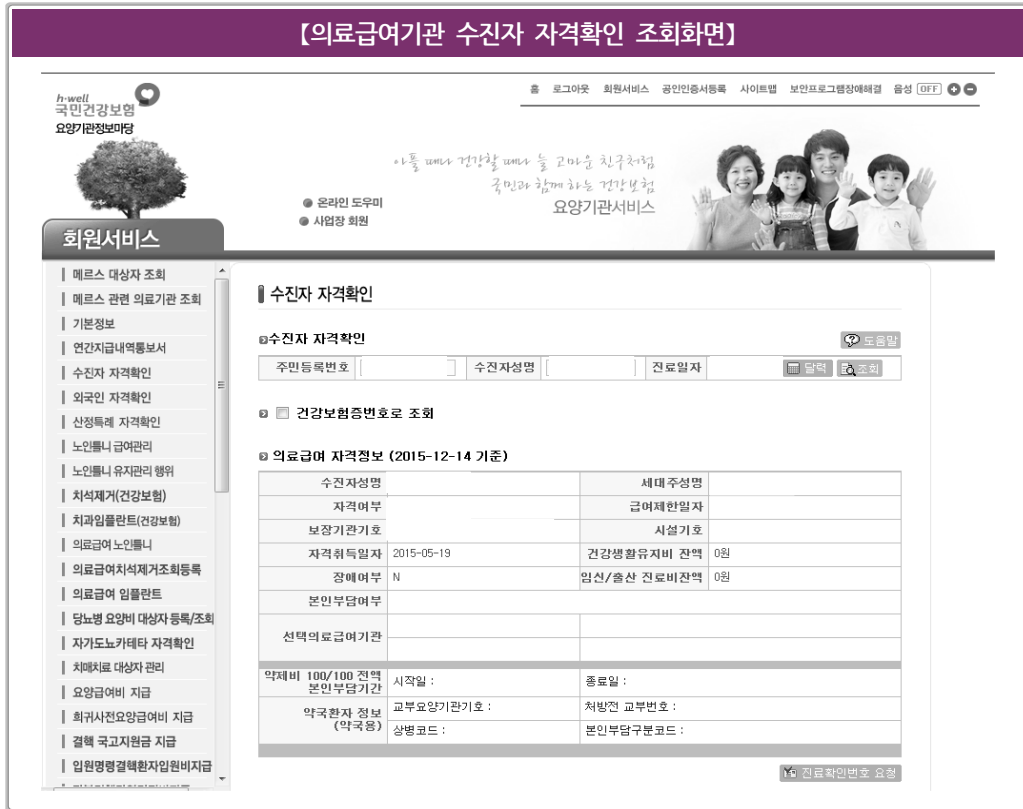 【의료급여기관 수진자 자격확인 조회화면】
h-well
국민건강보험
요양기관정보마당
홈 로그아웃 회원서비스 공인인증서등록 사이트맵 보안프로그램장애해결 음성 OFF
아플 때나 건강할 때나 늘 고마운 친구처럼
국민과 함께 하는 건강보험
요양기관서비스
온라인 도우미
사업장 회원
회원서비스
메르스 대상자 조회
메르스 관련 의료기관 조회
기본정보
연간지급내역통보서
수진자 자격확인
외국인 자격확인
산정특례 자격확인
노인틀니 급여관리
노인틀니 유지관리 행위
치석제거(건강보험)
치과임플란트(건강보험)
의료급여 노인틀니
의료급여치석제거조회등록
의료급여 임플란트
당뇨병 요양비 대상자 등록/조회
자가도뇨카테타 자격확인
치매치료 대상자 관리
요양급여비 지급
희귀사전요양급여비 지급
결핵 국고지원금 지급
입원명령결핵환자입원비지급
수진자 자격확인
수진자 자격확인
도움말
주민등록번호 수진자성명 진료일자 달력 조회
건강보험증번호로 조회
의료급여 자격정보 (2015-12-14 기준)
수진자성명 세대주성명
자격여부 급여제한일자
보장기관기호 시설기호
자격취득일자 2015-05-19 건강생활유지비 잔액 0원
장애여부 N 임신/출산 진료비잔액 0원
본인부담여부
선택의료급여기관
약제비 100/100 전액
본인부담기간
시작일 : 종료일 :
약국환자 정보
(약국용)
교부요양기관기호 : 처방전 교부번호 :
상병코드 : 본인부담구분코드 :
진료확인번호 요청